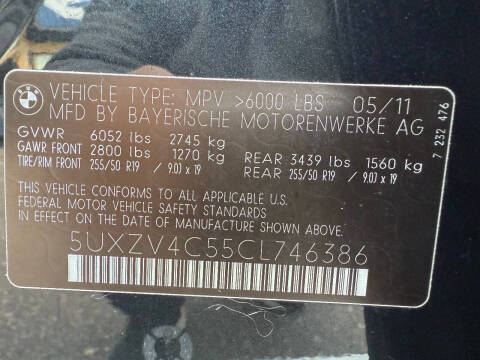 BMW VEHICLE TYPE: MPV >6000 LBS 05/11
MFD BY BAYERISCHE MOTORENWERKE AG
7 232 476
GVWR 6052 lbs 2745 kg
GAWR FRONT 2800 lbs 1270 kg REAR 3439 lbs 1560 kg
TIRE/RIM FRONT 255/50 R19 / 9.0J x 19 REAR 255/50 R19 / 9.0J x 19
THIS VEHICLE CONFORMS TO ALL APPLICABLE U.S.
FEDERAL MOTOR VEHICLE SAFETY STANDARDS
IN EFFECT ON THE DATE OF MANUFACTURE SHOWN ABOVE.
5UXZV4C55CL746386